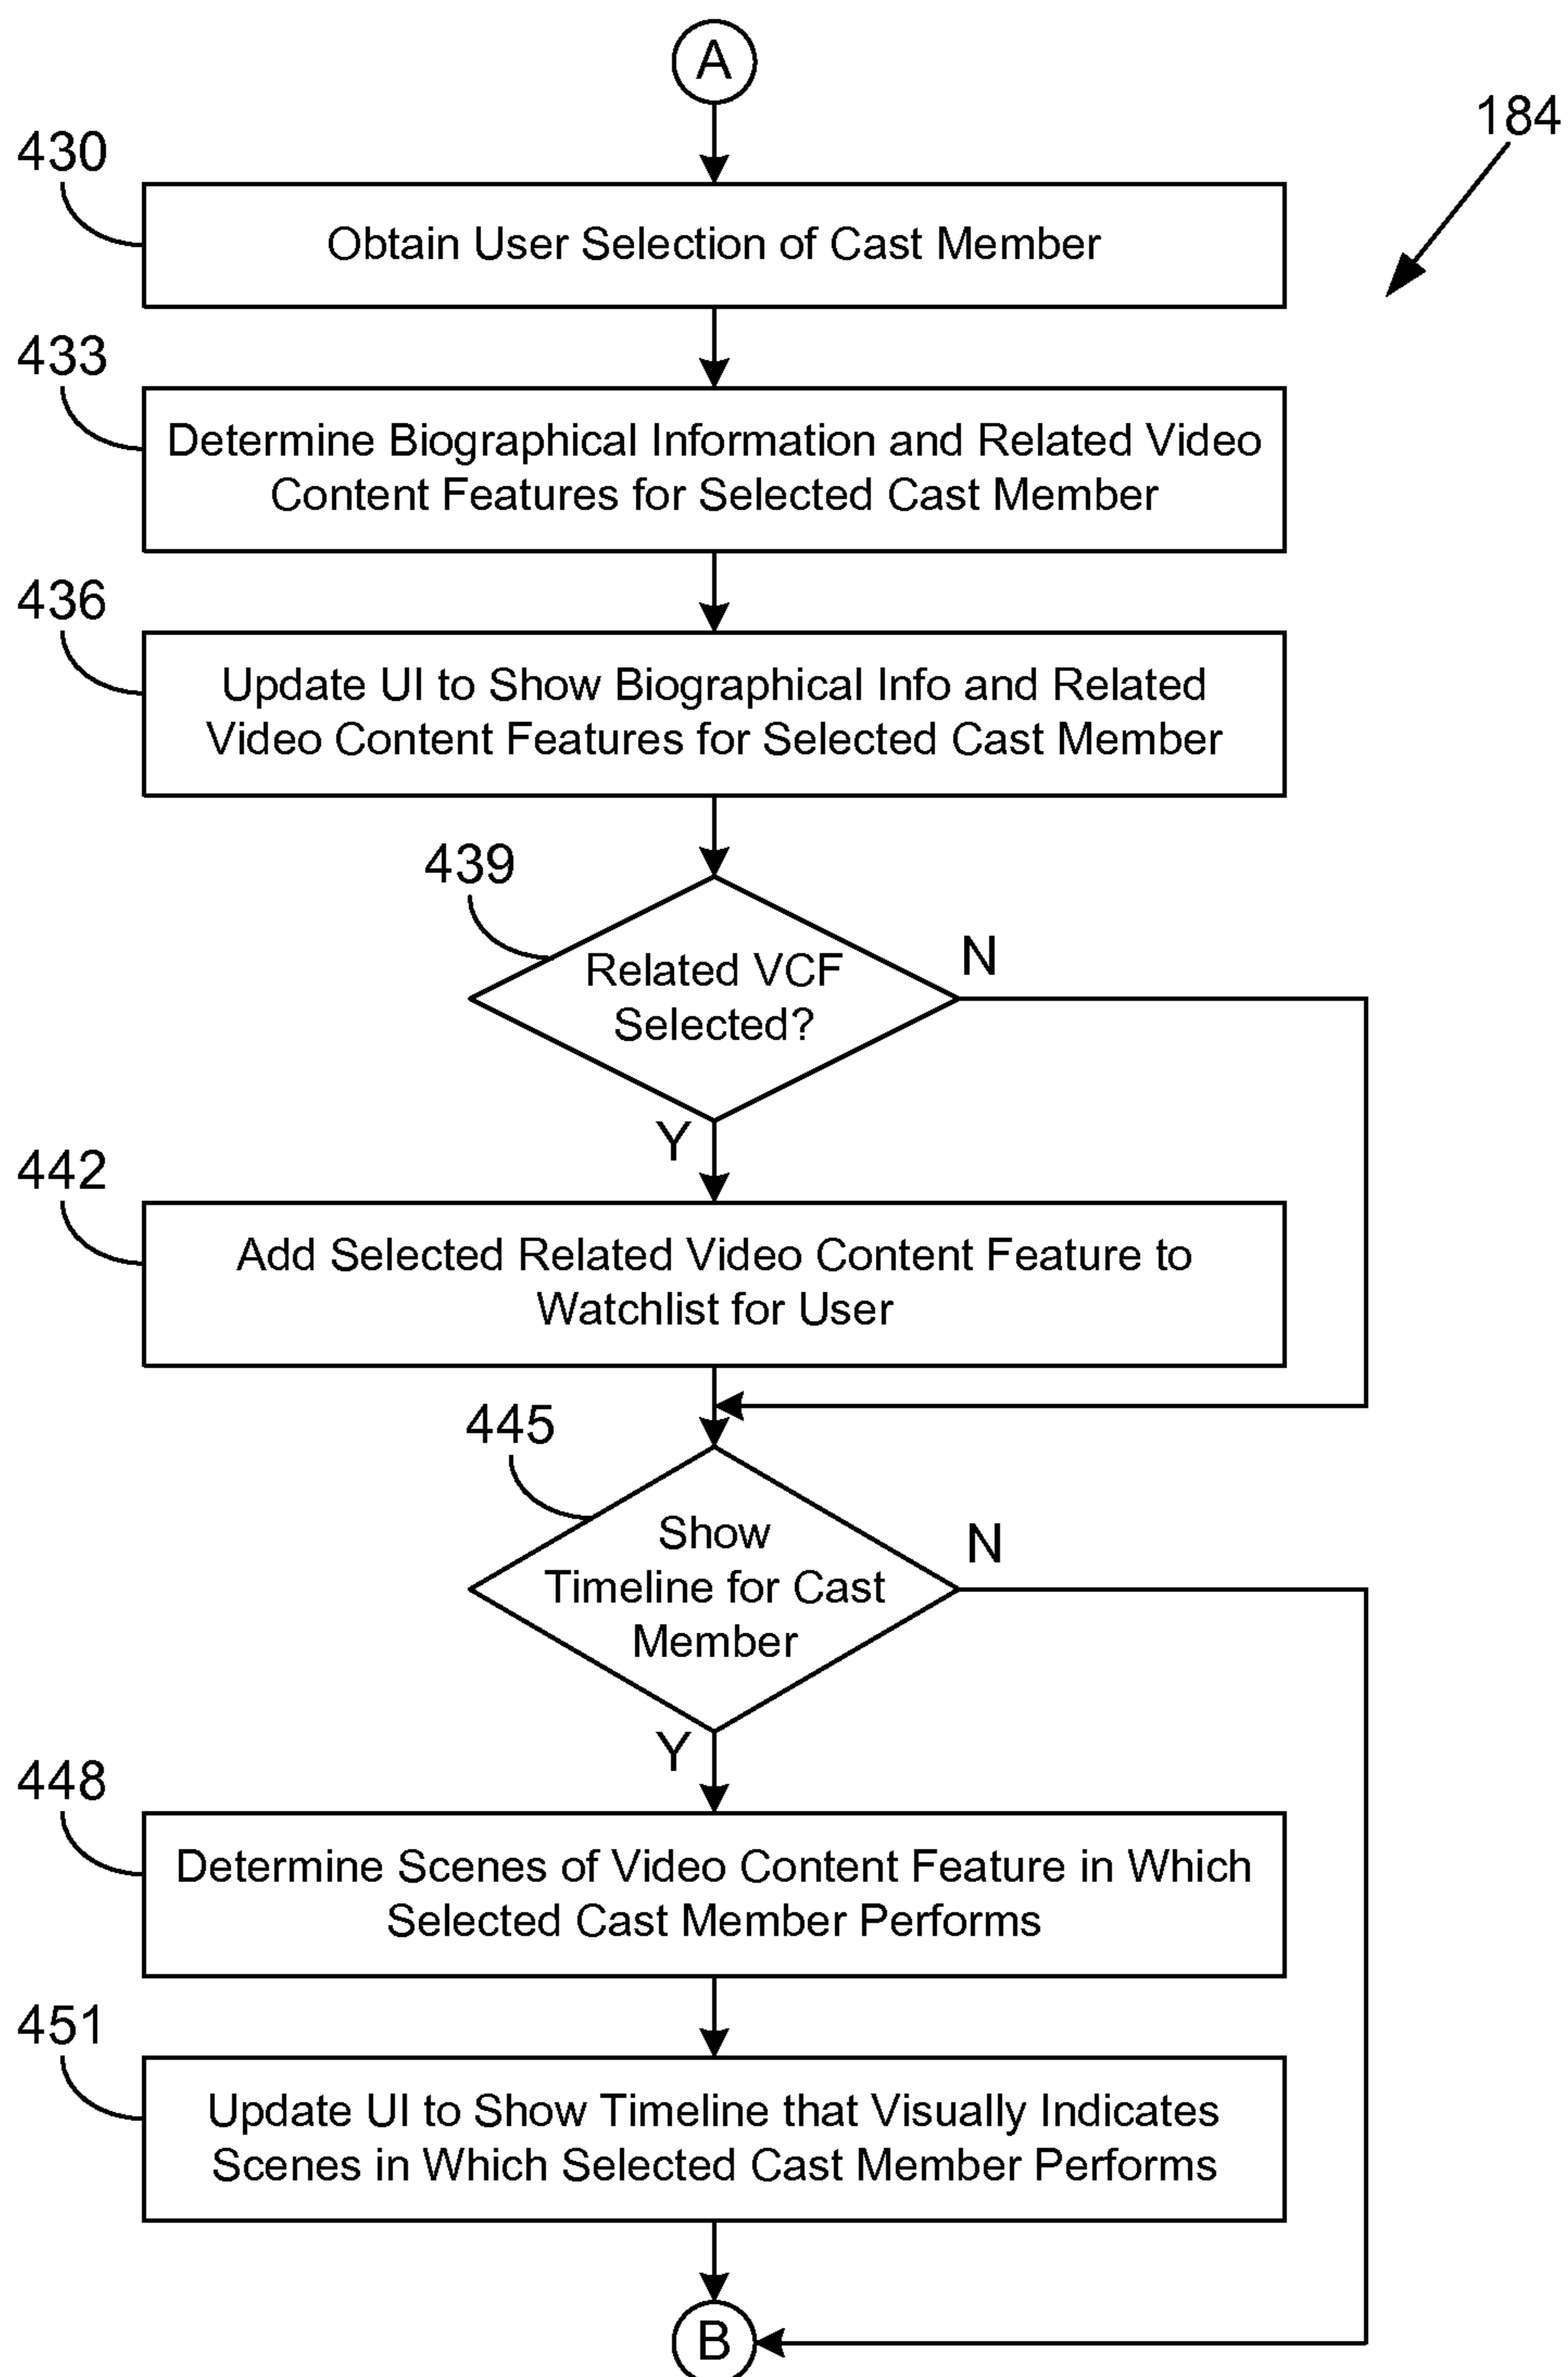 A
184
430
Obtain User Selection of Cast Member
433
Determine Biographical Information and Related Video
Content Features for Selected Cast Member
436
Update UI to Show Biographical Info and Related
Video Content Features for Selected Cast Member
439
Related VCF
Selected?
N
Y
442
Add Selected Related Video Content Feature to
Watchlist for User
445
Show
Timeline for Cast
Member
N
Y
448
Determine Scenes of Video Content Feature in Which
Selected Cast Member Performs
451
Update UI to Show Timeline that Visually Indicates
Scenes in Which Selected Cast Member Performs
B